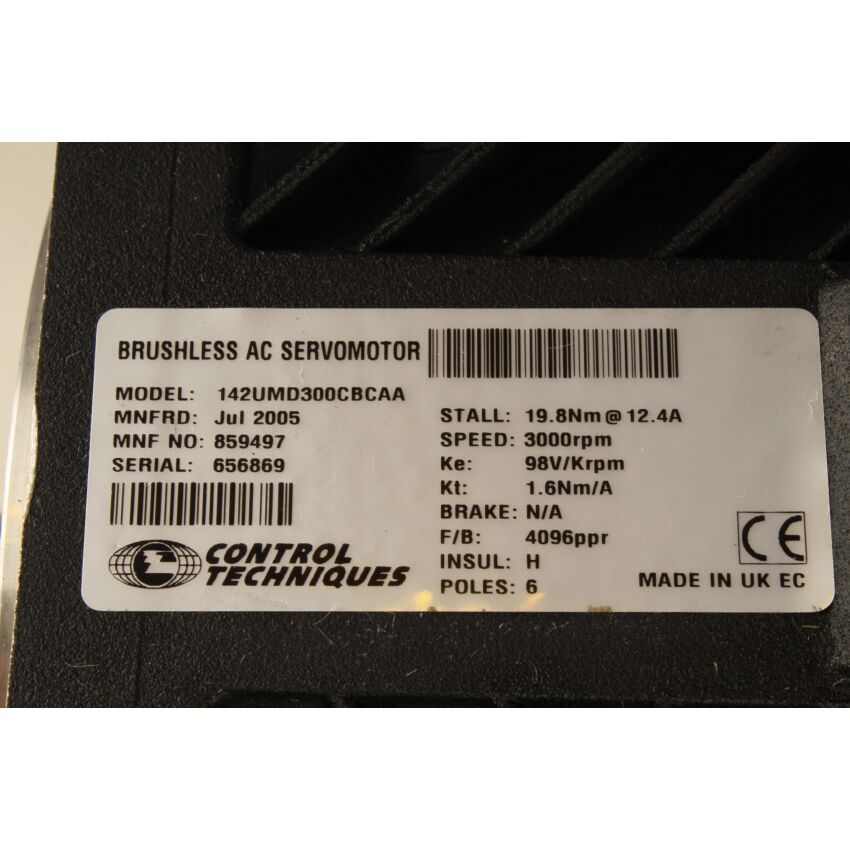 BRUSHLESS AC SERVOMOTOR
MODEL: 142UMD300CBCAA
MNFRD: Jul 2005
MNF NO: 859497
SERIAL: 656869
CONTROL
TECHNIQUES
STALL: 19.8Nm @ 12.4A
SPEED: 3000rpm
Ke: 98V/Krpm
Kt: 1.6Nm/A
BRAKE: N/A
F/B: 4096ppr
INSUL: H
POLES: 6
CE
MADE IN UK EC